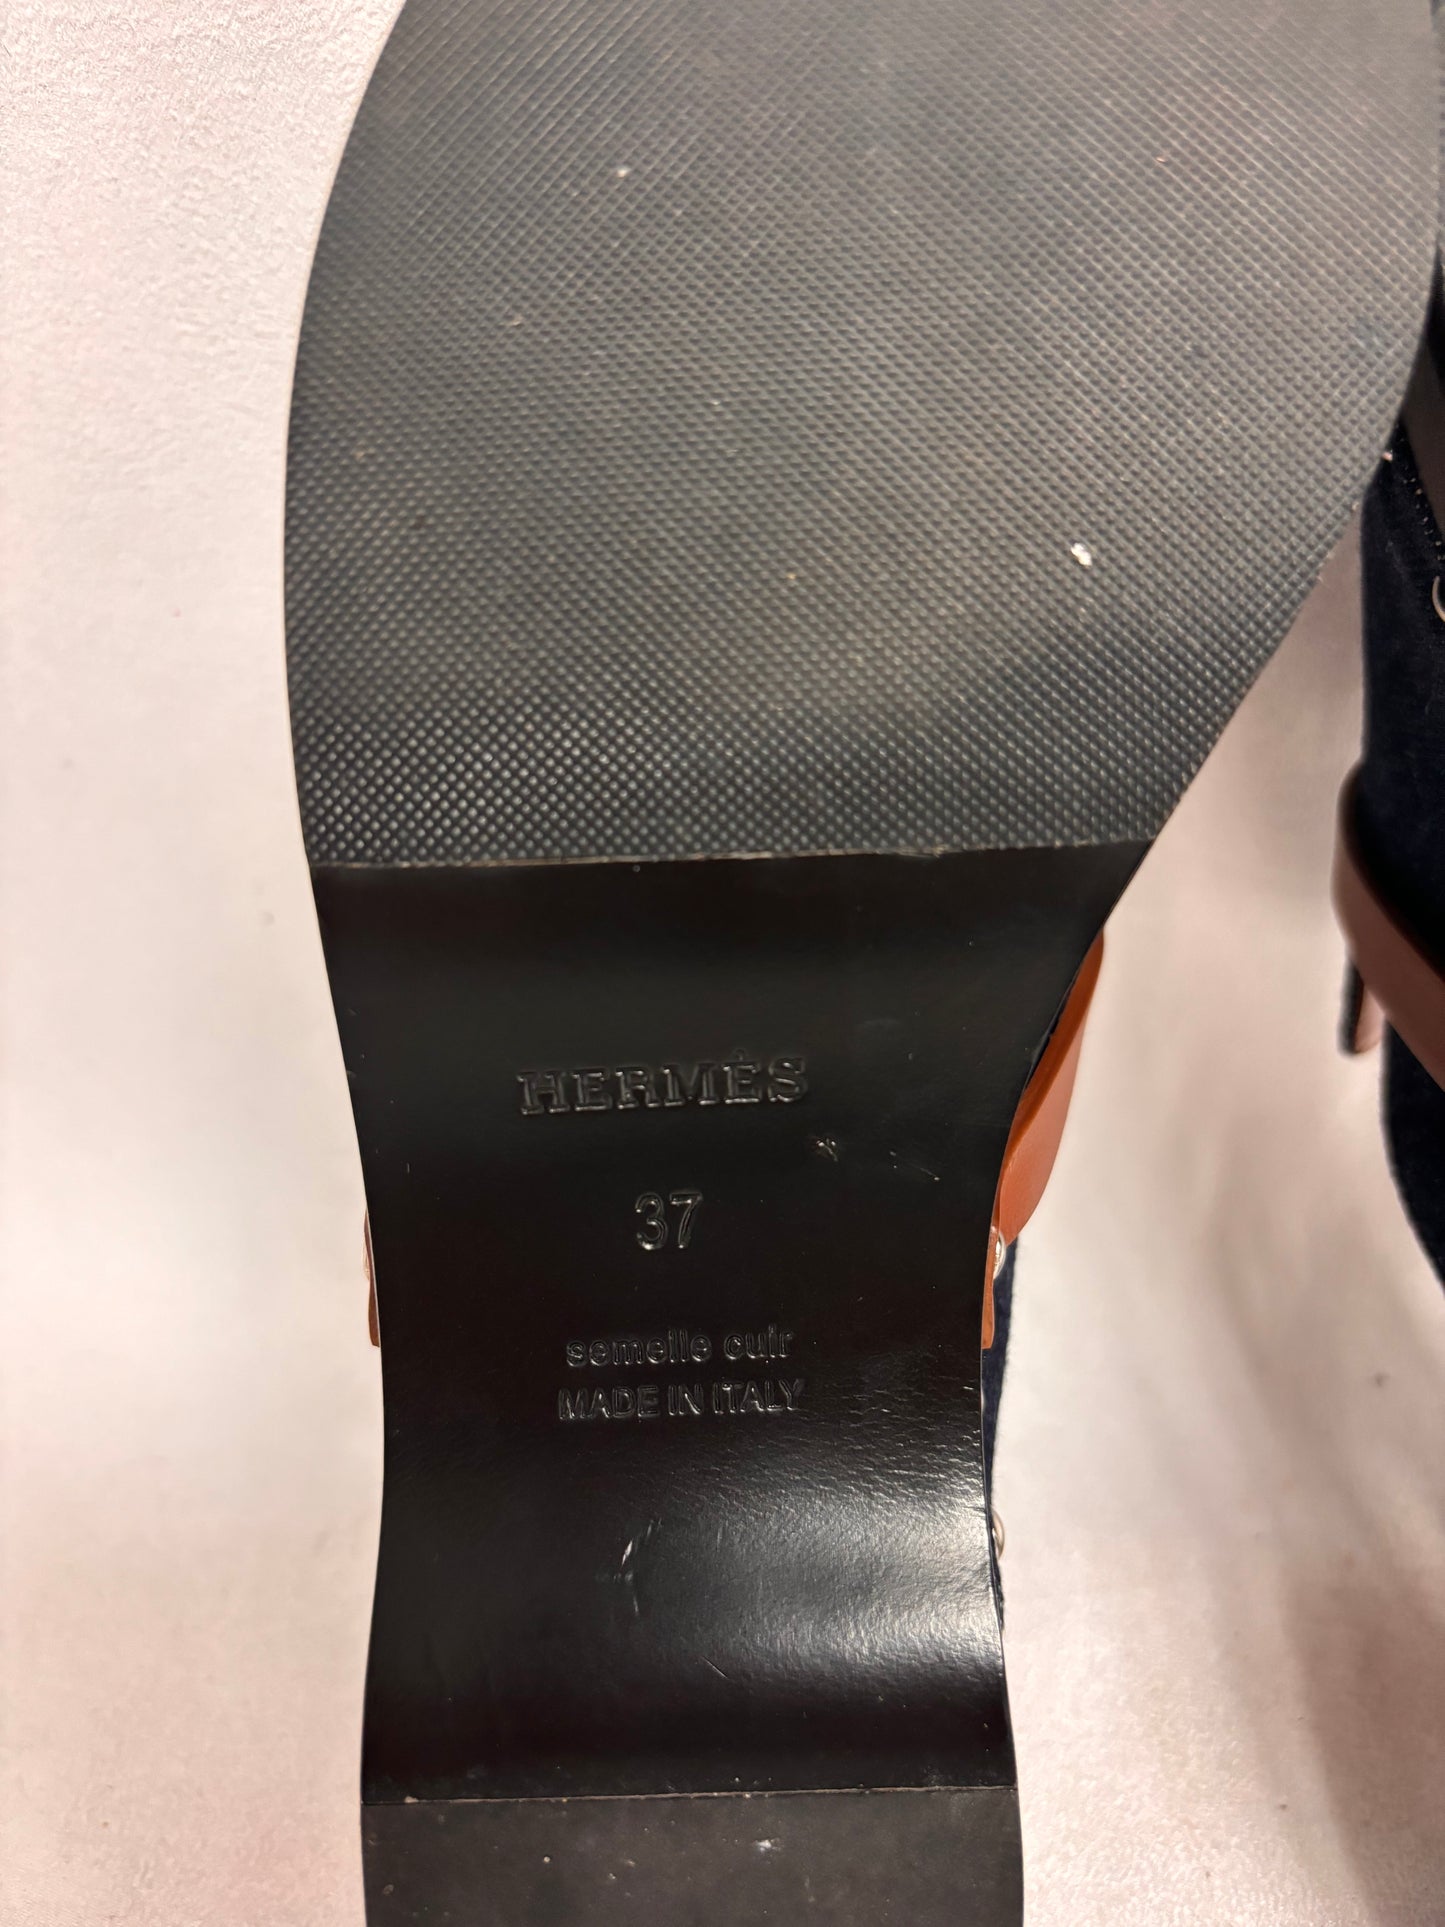 HERMÈS
37
semelle cuir
MADE IN ITALY